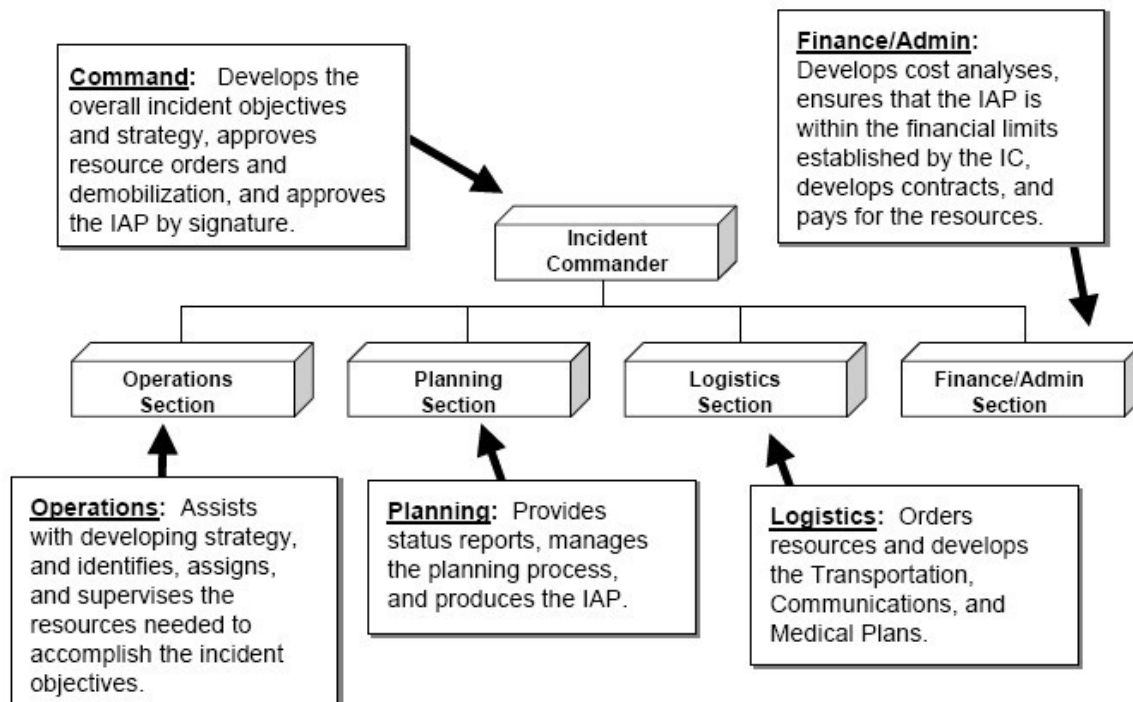 Command: Develops the
overall incident objectives
and strategy, approves
resource orders and
demobilization, and approves
the IAP by signature.
Finance/Admin:
Develops cost analyses,
ensures that the IAP is
within the financial limits
established by the IC,
develops contracts, and
pays for the resources.
Incident
Commander
Operations
Section
Planning
Section
Logistics
Section
Finance/Admin
Section
Operations: Assists
with developing strategy,
and identifies, assigns,
and supervises the
resources needed to
accomplish the incident
objectives.
Planning: Provides
status reports, manages
the planning process,
and produces the IAP.
Logistics: Orders
resources and develops
the Transportation,
Communications, and
Medical Plans.